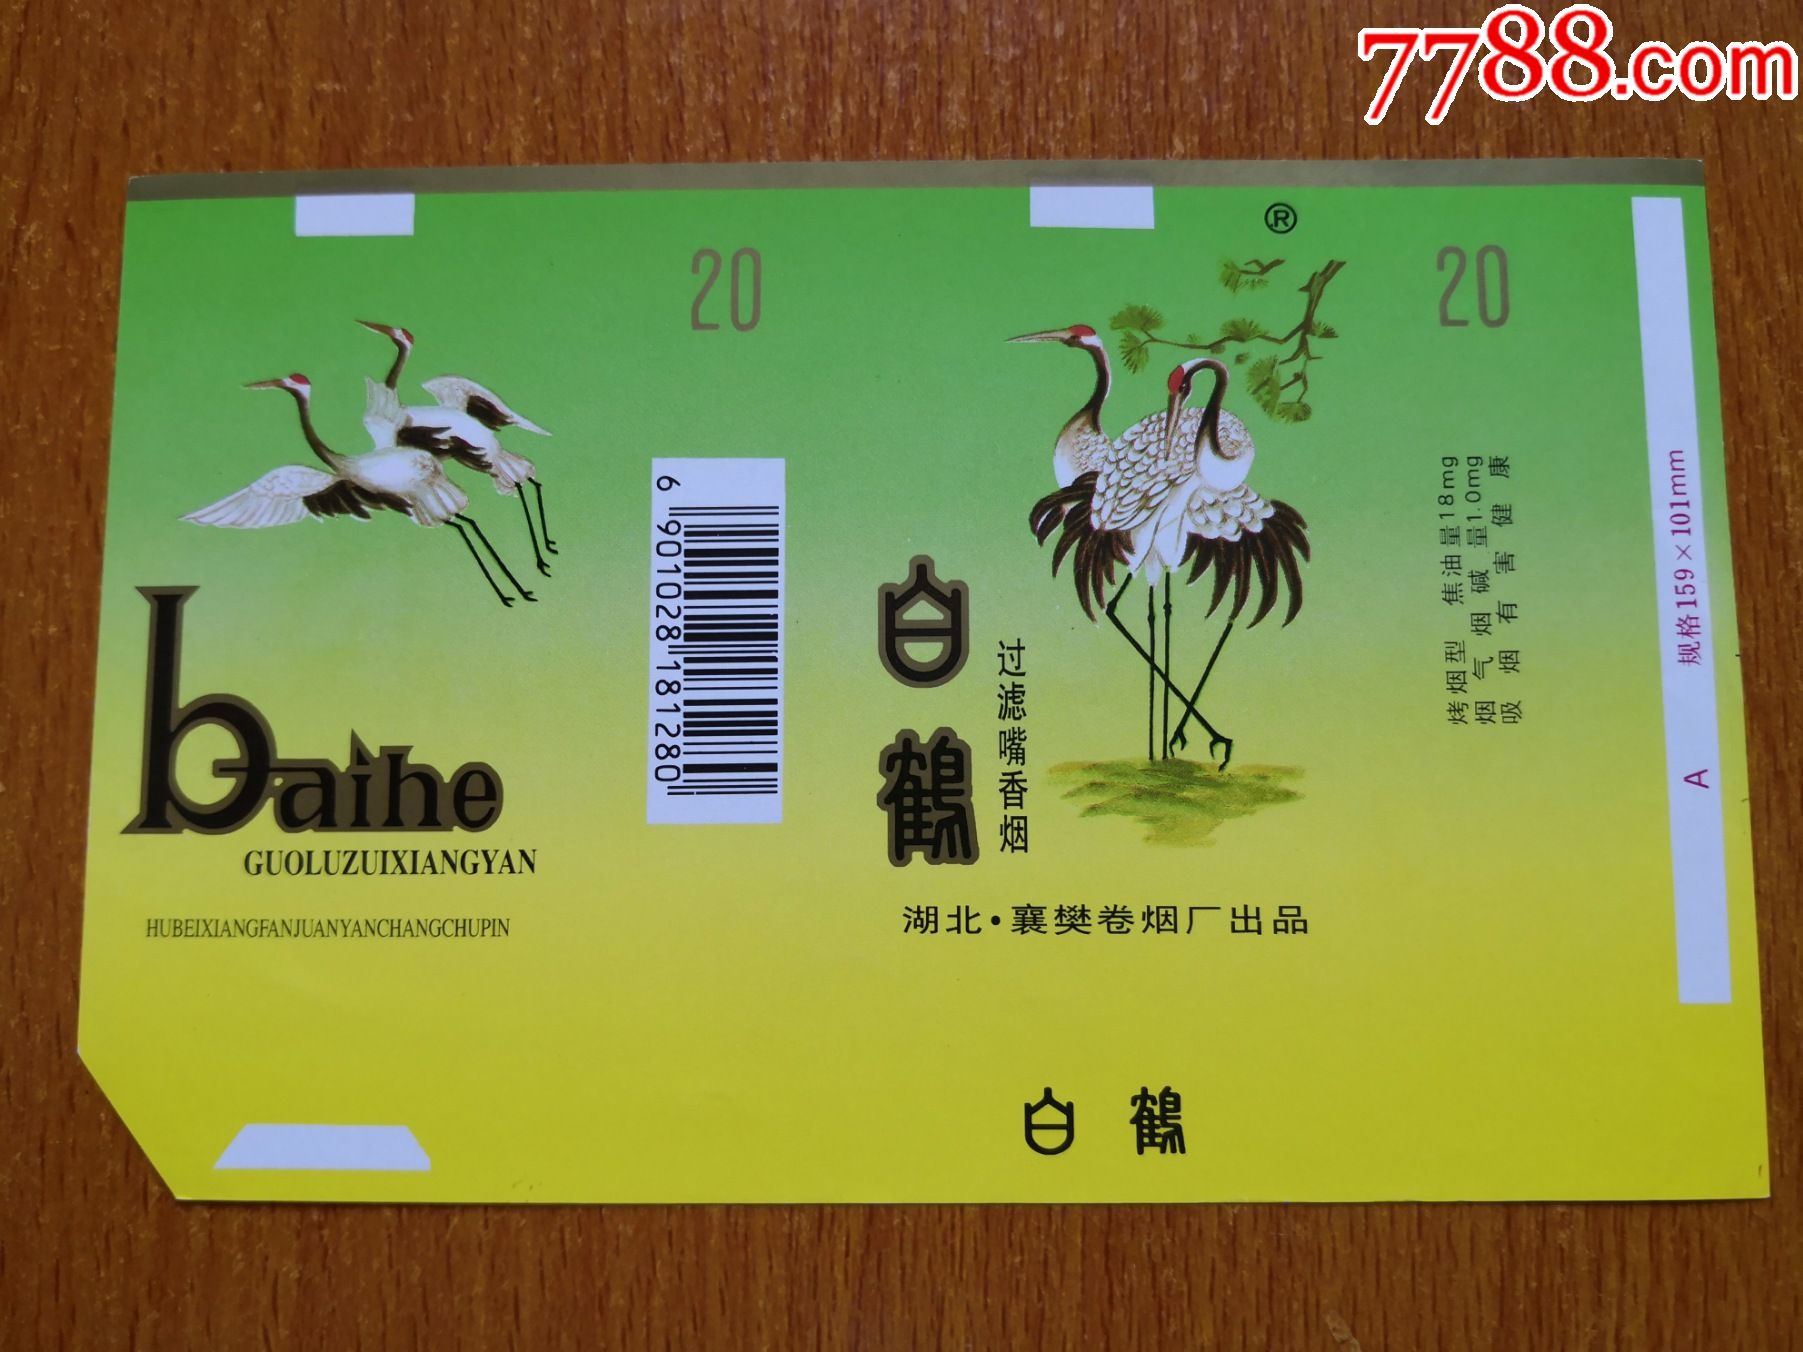 7788.com
®
20
20
baihe
GUOLUZUIXIANGYAN
HUBEIXIANGFANJUANYANCHANGCHUPIN
6 901028 181280
白鹤
过滤嘴香烟
湖北·襄樊卷烟厂出品
白 鹤
烤烟型 焦油量18mg
烟气烟碱量1.0mg
吸烟有害健康
规格159×101mm
A